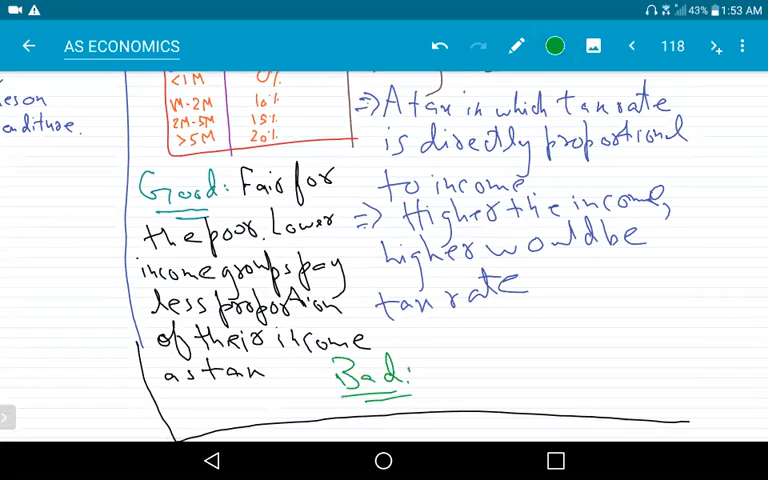 43% 1:53 AM
AS ECONOMICS
118
<1M 0%
1M-2M 10%
2M-5M 15%
>5M 20%
Good: Fair for
the poor. Lower
income groups pay
less proportion
of their income
as tax
⇒ A tax in which tax rate
is directly proportional
to income
⇒ Higher the income,
higher would be
tax rate
Bad: